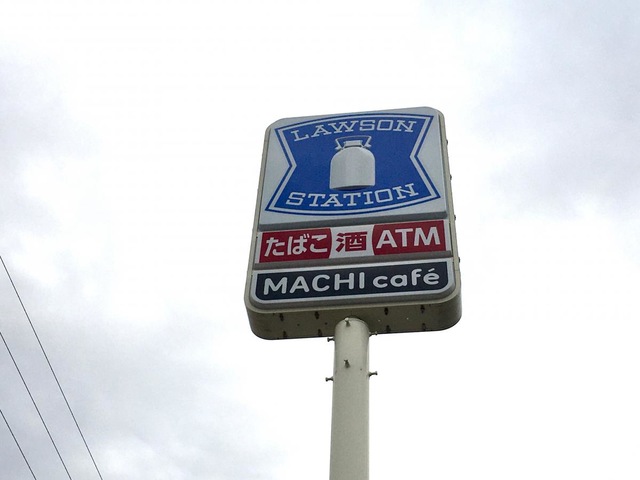 LAWSON
STATION
たばこ 酒 ATM
MACHI café